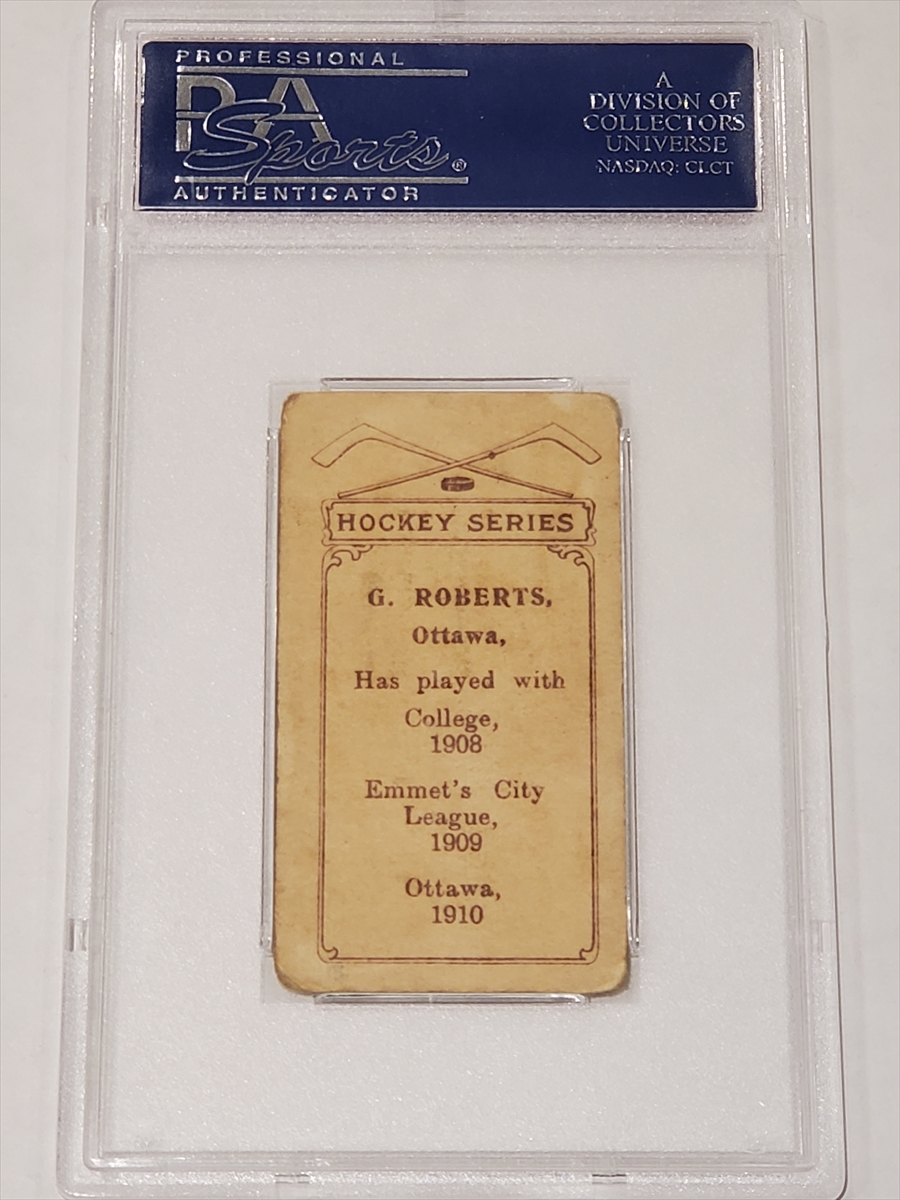 PROFESSIONAL
PSA
Sports®
AUTHENTICATOR
A
DIVISION OF
COLLECTORS
UNIVERSE
NASDAQ: CLCT
HOCKEY SERIES
G. ROBERTS,
Ottawa,
Has played with
College,
1908
Emmet's City
League,
1909
Ottawa,
1910